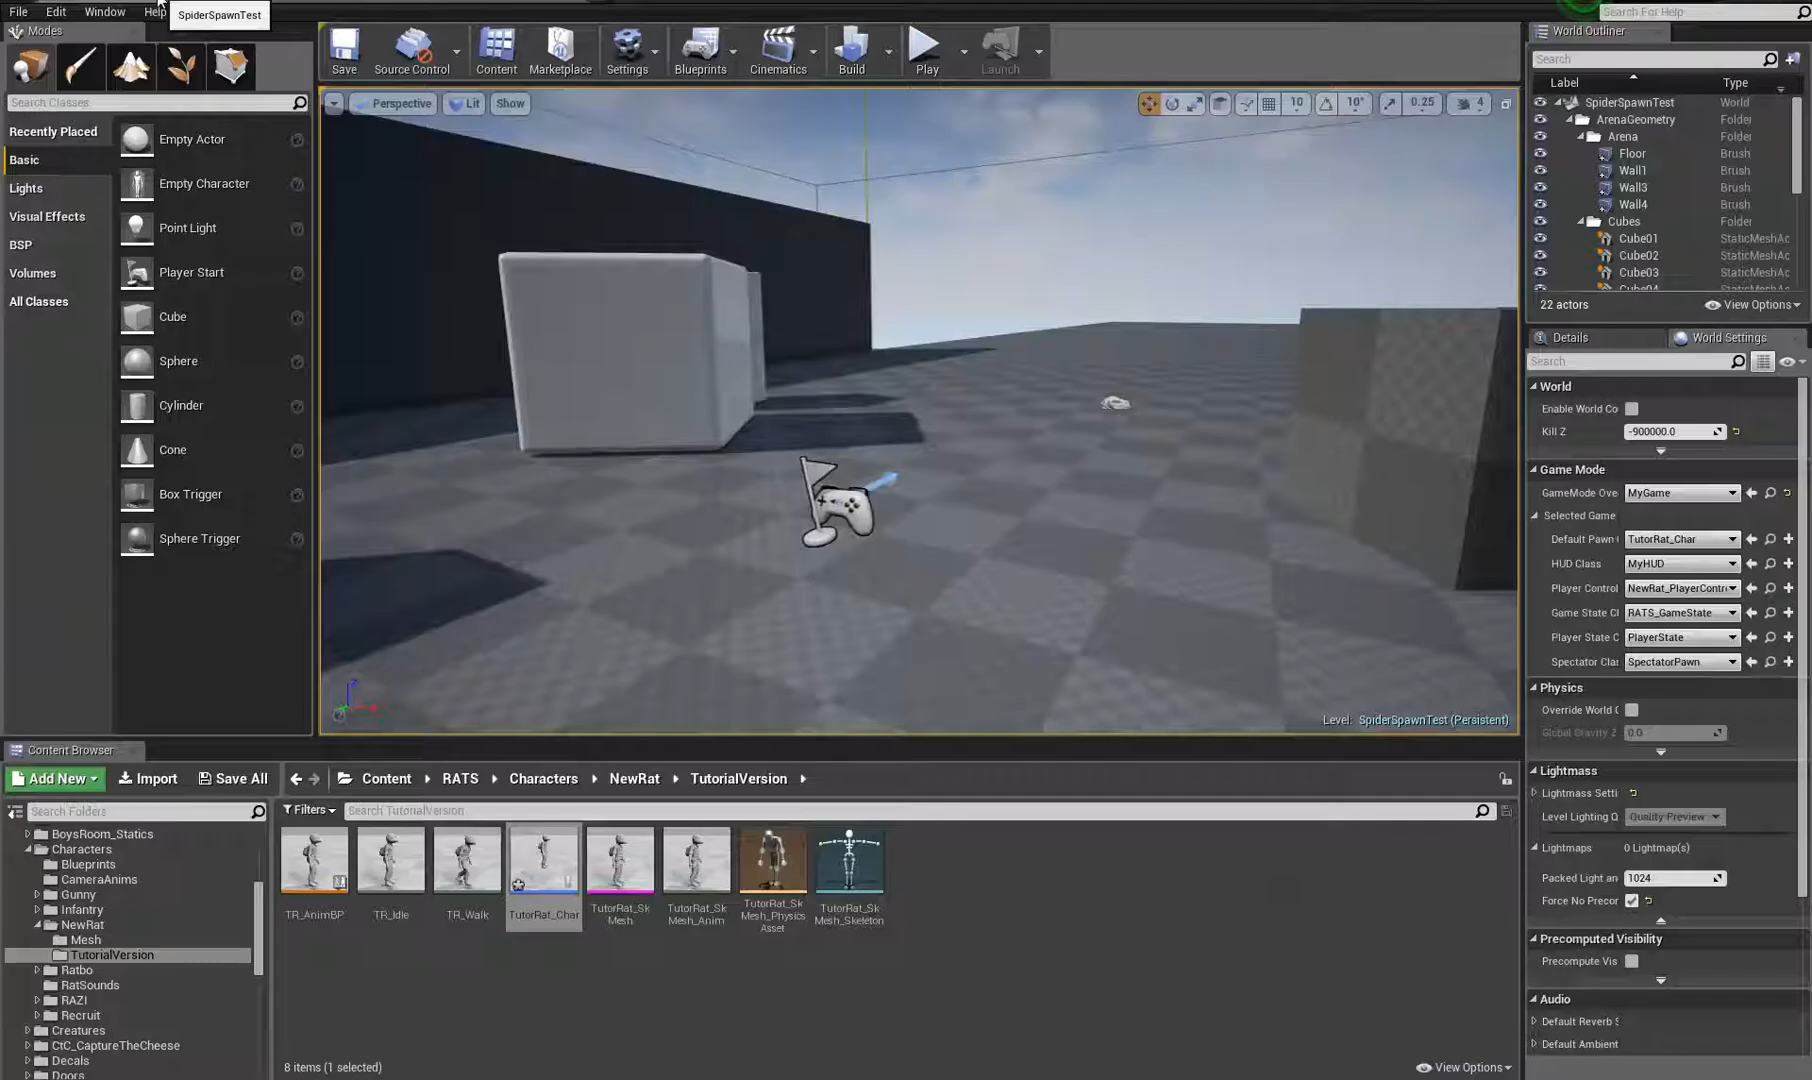 File Edit Window Help
SpiderSpawnTest
Search For Help
Modes
Save Source Control Content Marketplace Settings Blueprints Cinematics Build Play Launch
Search Classes
Recently Placed
Basic
Lights
Visual Effects
BSP
Volumes
All Classes
Empty Actor
Empty Character
Point Light
Player Start
Cube
Sphere
Cylinder
Cone
Box Trigger
Sphere Trigger
Perspective Lit Show
10 10° 0.25 4
Level: SpiderSpawnTest (Persistent)
World Outliner
Search
Label Type
SpiderSpawnTest World
ArenaGeometry Folder
Arena Folder
Floor Brush
Wall1 Brush
Wall3 Brush
Wall4 Brush
Cubes Folder
Cube01 StaticMeshAc
Cube02 StaticMeshAc
Cube03 StaticMeshAc
Cube04
22 actors View Options
Details World Settings
Search
World
Enable World Co
Kill Z -900000.0
Game Mode
GameMode Ove MyGame
Selected Game
Default Pawn TutorRat_Char
HUD Class MyHUD
Player Control NewRat_PlayerContr
Game State Cl RATS_GameState
Player State C PlayerState
Spectator Clas SpectatorPawn
Physics
Override World
Global Gravity Z 0.0
Lightmass
Lightmass Setti
Level Lighting Q Quality Preview
Lightmaps 0 Lightmap(s)
Packed Light an 1024
Force No Precor
Precomputed Visibility
Precompute Vis
Audio
Default Reverb S
Default Ambient
Content Browser
Add New Import Save All Content RATS Characters NewRat TutorialVersion
Search Folders
Filters Search TutorialVersion
BoysRoom_Statics
Characters
Blueprints
CameraAnims
Gunny
Infantry
NewRat
Mesh
TutorialVersion
Ratbo
RatSounds
RAZI
Recruit
Creatures
CtC_CaptureTheCheese
Decals
Doors
TR_AnimBP
TR_Idle
TR_Walk
TutorRat_Char
TutorRat_Sk
Mesh
TutorRat_Sk
Mesh_Anim
TutorRat_Sk
Mesh_Physics
Asset
TutorRat_Sk
Mesh_Skeleton
8 items (1 selected) View Options